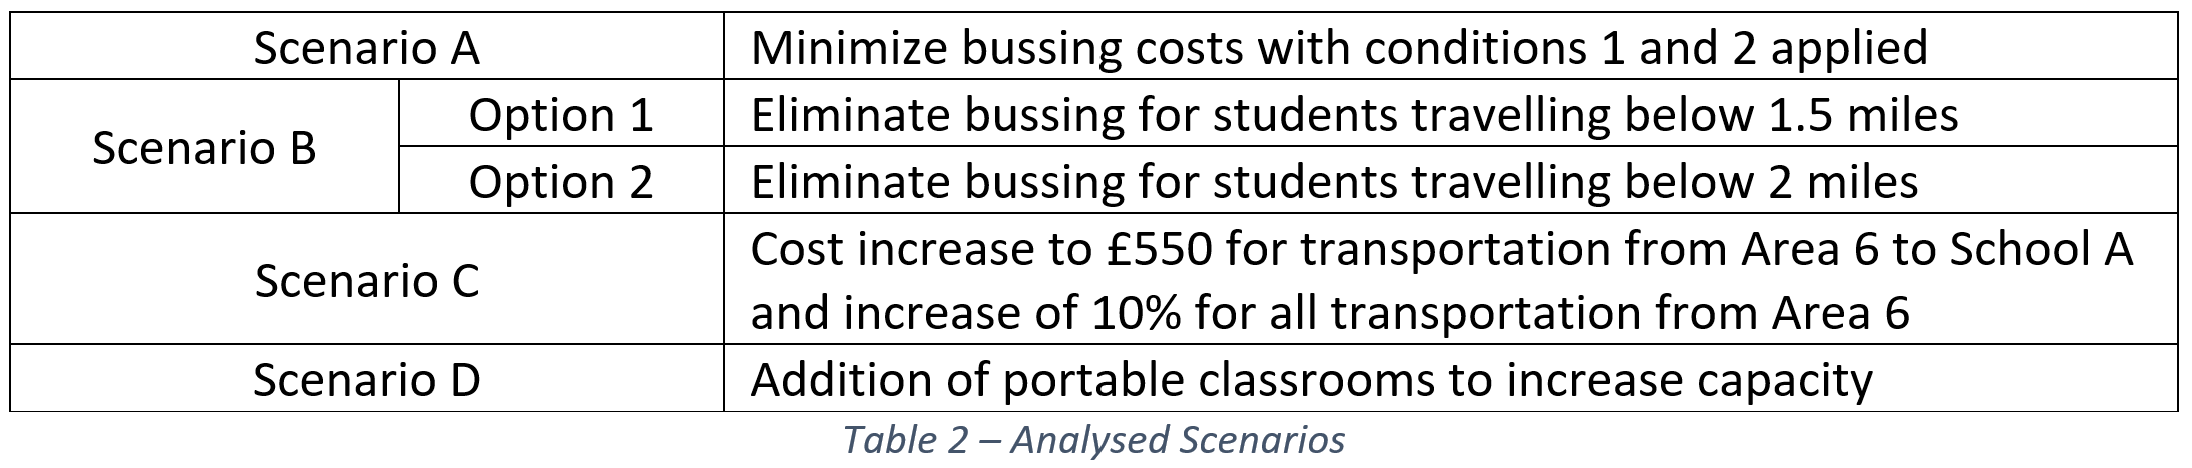 Scenario A
Minimize bussing costs with conditions 1 and 2 applied
Scenario B
Option 1
Eliminate bussing for students travelling below 1.5 miles
Option 2
Eliminate bussing for students travelling below 2 miles
Scenario C
Cost increase to £550 for transportation from Area 6 to School A
and increase of 10% for all transportation from Area 6
Scenario D
Addition of portable classrooms to increase capacity
Table 2 – Analysed Scenarios